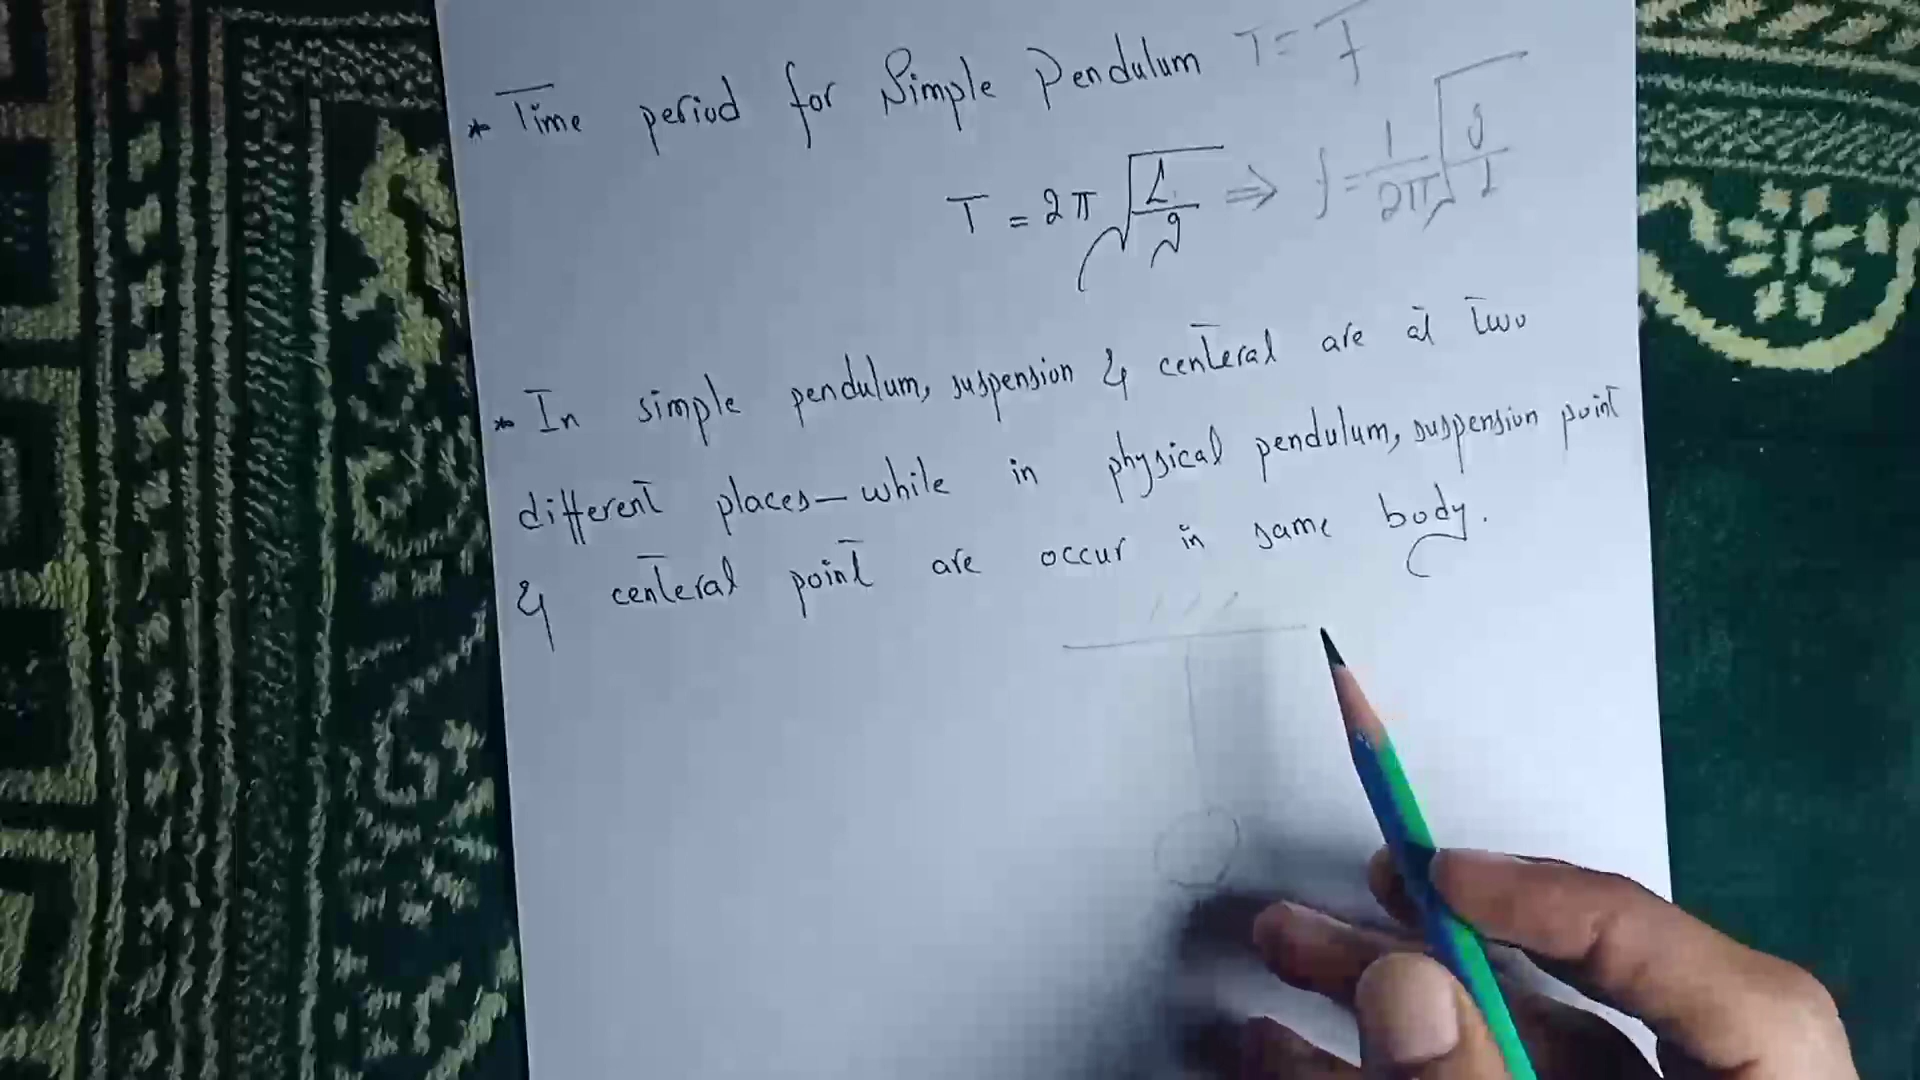 * Time period for Simple Pendulum T = 1/f
T = 2π √(L/g) ⇒ f = 1/2π √(g/L)
* In simple pendulum, suspension & centeral are at two
different places — while in physical pendulum, suspension point
& centeral point are occur in same body.